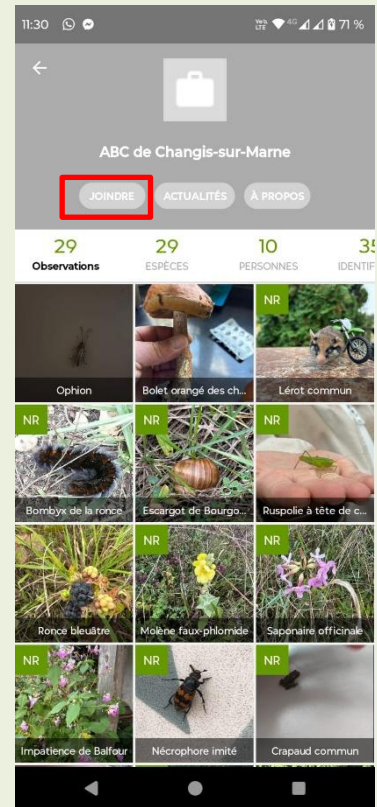 11:30 VoLTE 4G 71 %
ABC de Changis-sur-Marne
JOINDRE ACTUALITÉS À PROPOS
29 29 10 35
Observations ESPÈCES PERSONNES IDENTIF
NR
Ophion Bolet orangé des ch... Lérot commun
NR NR NR
Bombyx de la ronce Escargot de Bourgo... Ruspolie à tête de c...
NR NR
Ronce bleuâtre Molène faux-phlomide Saponaire officinale
NR NR NR
Impatience de Balfour Nécrophore imité Crapaud commun